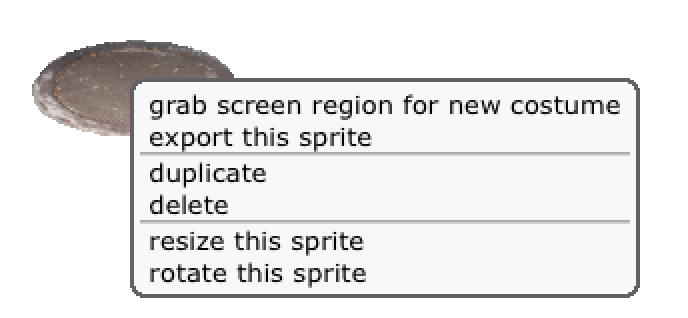 grab screen region for new costume
export this sprite
duplicate
delete
resize this sprite
rotate this sprite